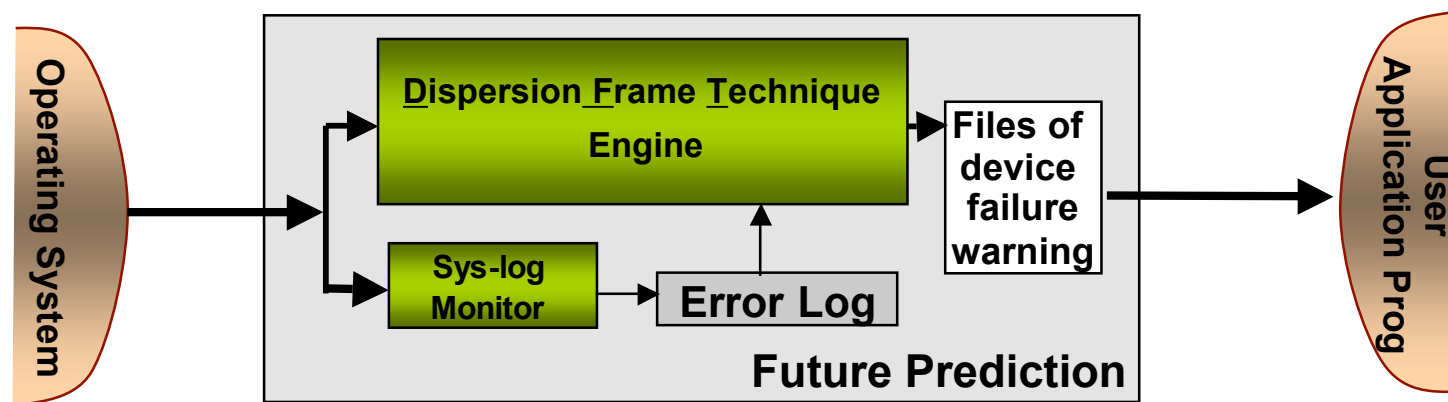 Operating System
Dispersion Frame Technique
Engine
Sys-log
Monitor
Error Log
Files of
device
failure
warning
Future Prediction
User
Application Prog